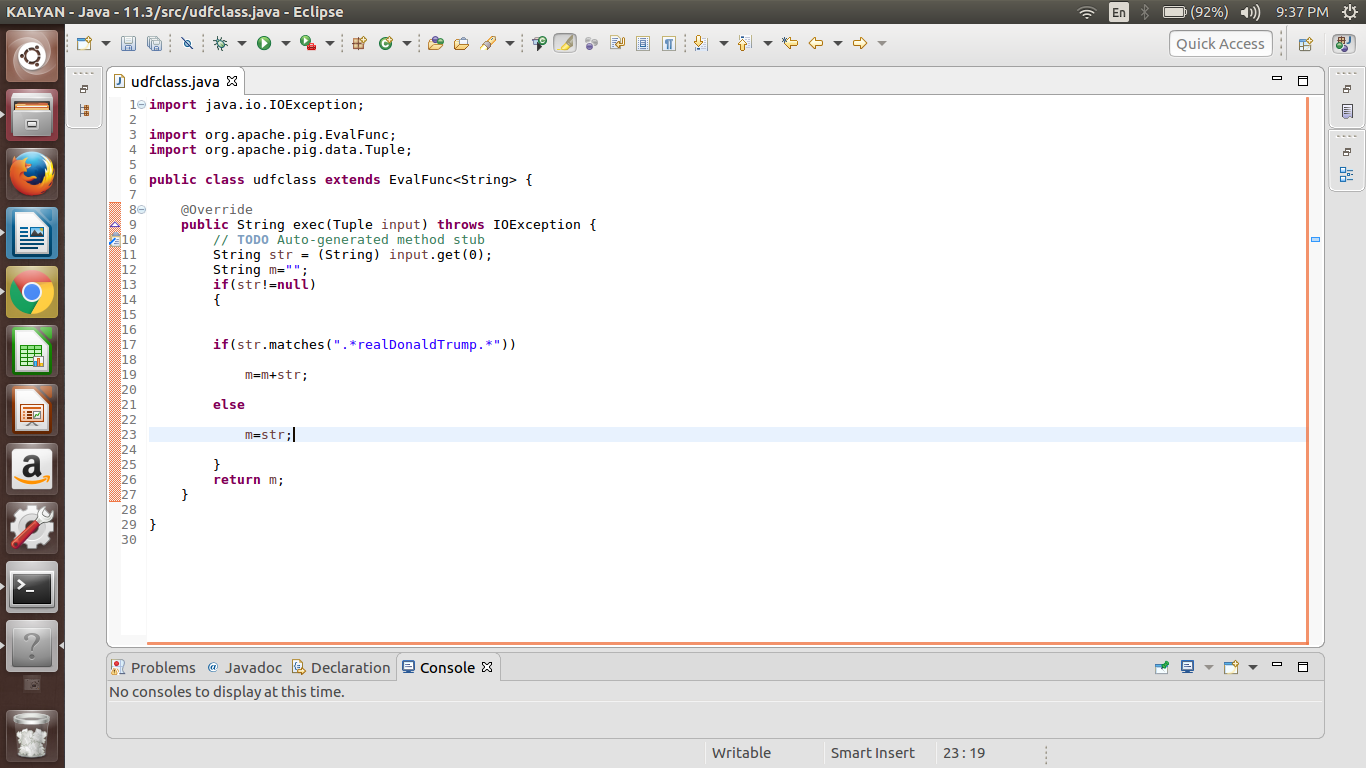 KALYAN - Java - 11.3/src/udfclass.java - Eclipse
En (92%) 9:37 PM
Quick Access
udfclass.java
1 import java.io.IOException;
2
3 import org.apache.pig.EvalFunc;
4 import org.apache.pig.data.Tuple;
5
6 public class udfclass extends EvalFunc<String> {
7
8 @Override
9 public String exec(Tuple input) throws IOException {
10 // TODO Auto-generated method stub
11 String str = (String) input.get(0);
12 String m="";
13 if(str!=null)
14 {
15
16
17 if(str.matches(".*realDonaldTrump.*"))
18
19 m=m+str;
20
21 else
22
23 m=str;
24
25 }
26 return m;
27 }
28
29 }
30
Problems @ Javadoc Declaration Console
No consoles to display at this time.
Writable Smart Insert 23 : 19